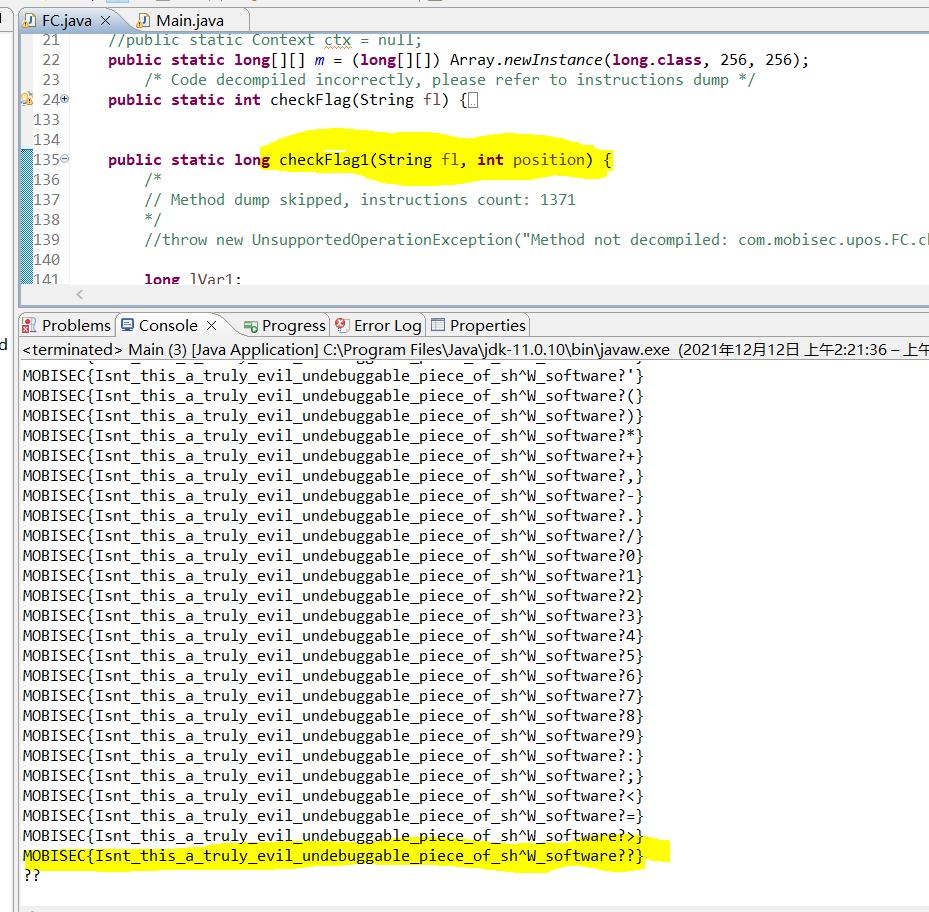 FC.java
Main.java
21 //public static Context ctx = null;
22 public static long[][] m = (long[][]) Array.newInstance(long.class, 256, 256);
23 /* Code decompiled incorrectly, please refer to instructions dump */
24 public static int checkFlag(String fl) {
133
134
135 public static long checkFlag1(String fl, int position) {
136 /*
137 // Method dump skipped, instructions count: 1371
138 */
139 //throw new UnsupportedOperationException("Method not decompiled: com.mobisec.upos.FC.c
140
141 long lVar1;
d
Problems Console Progress Error Log Properties
<terminated> Main (3) [Java Application] C:\Program Files\Java\jdk-11.0.10\bin\javaw.exe (2021年12月12日 上午2:21:36 – 上午
MOBISEC{Isnt_this_a_truly_evil_undebuggable_piece_of_sh^W_software?'}
MOBISEC{Isnt_this_a_truly_evil_undebuggable_piece_of_sh^W_software?(}
MOBISEC{Isnt_this_a_truly_evil_undebuggable_piece_of_sh^W_software?)}
MOBISEC{Isnt_this_a_truly_evil_undebuggable_piece_of_sh^W_software?*}
MOBISEC{Isnt_this_a_truly_evil_undebuggable_piece_of_sh^W_software?+}
MOBISEC{Isnt_this_a_truly_evil_undebuggable_piece_of_sh^W_software?,}
MOBISEC{Isnt_this_a_truly_evil_undebuggable_piece_of_sh^W_software?-}
MOBISEC{Isnt_this_a_truly_evil_undebuggable_piece_of_sh^W_software?.}
MOBISEC{Isnt_this_a_truly_evil_undebuggable_piece_of_sh^W_software?/}
MOBISEC{Isnt_this_a_truly_evil_undebuggable_piece_of_sh^W_software?0}
MOBISEC{Isnt_this_a_truly_evil_undebuggable_piece_of_sh^W_software?1}
MOBISEC{Isnt_this_a_truly_evil_undebuggable_piece_of_sh^W_software?2}
MOBISEC{Isnt_this_a_truly_evil_undebuggable_piece_of_sh^W_software?3}
MOBISEC{Isnt_this_a_truly_evil_undebuggable_piece_of_sh^W_software?4}
MOBISEC{Isnt_this_a_truly_evil_undebuggable_piece_of_sh^W_software?5}
MOBISEC{Isnt_this_a_truly_evil_undebuggable_piece_of_sh^W_software?6}
MOBISEC{Isnt_this_a_truly_evil_undebuggable_piece_of_sh^W_software?7}
MOBISEC{Isnt_this_a_truly_evil_undebuggable_piece_of_sh^W_software?8}
MOBISEC{Isnt_this_a_truly_evil_undebuggable_piece_of_sh^W_software?9}
MOBISEC{Isnt_this_a_truly_evil_undebuggable_piece_of_sh^W_software?:}
MOBISEC{Isnt_this_a_truly_evil_undebuggable_piece_of_sh^W_software?;}
MOBISEC{Isnt_this_a_truly_evil_undebuggable_piece_of_sh^W_software?<}
MOBISEC{Isnt_this_a_truly_evil_undebuggable_piece_of_sh^W_software?=}
MOBISEC{Isnt_this_a_truly_evil_undebuggable_piece_of_sh^W_software?>}
MOBISEC{Isnt_this_a_truly_evil_undebuggable_piece_of_sh^W_software??}
??